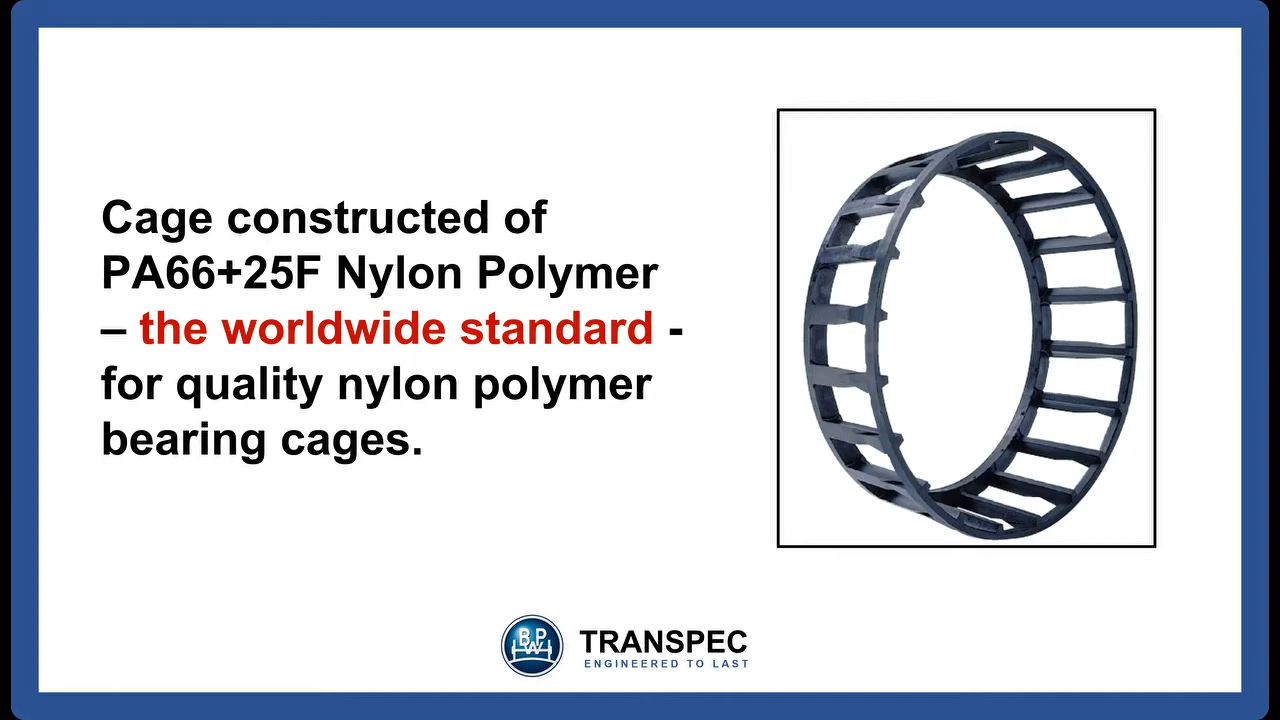 Cage constructed of
PA66+25F Nylon Polymer
– the worldwide standard -
for quality nylon polymer
bearing cages.
BPW
TRANSPEC
ENGINEERED TO LAST